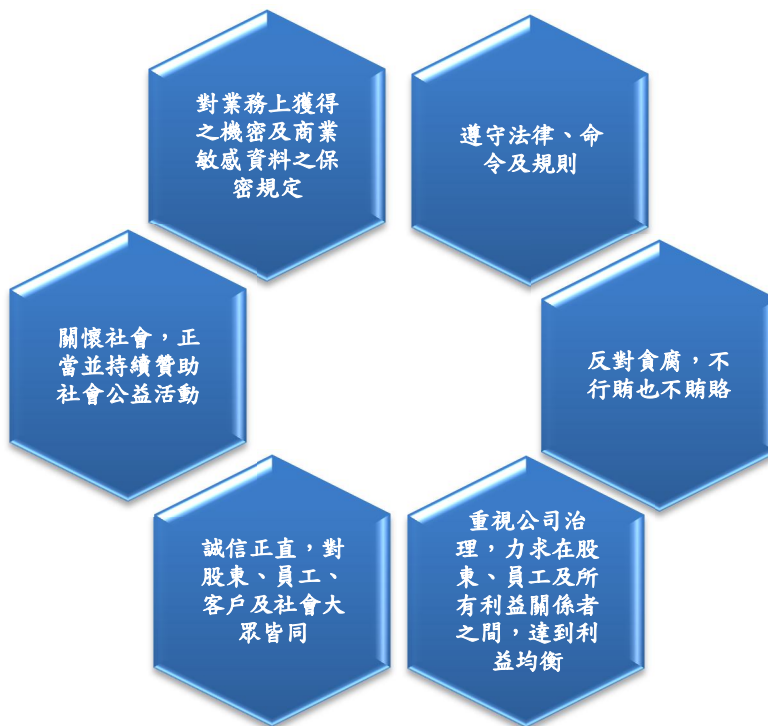 對業務上獲得
之機密及商業
敏感資料之保
密規定
遵守法律、命
令及規則
關懷社會，正
當並持續贊助
社會公益活動
反對貪腐，不
行賄也不賄賂
誠信正直，對
股東、員工、
客戶及社會大
眾皆同
重視公司治
理，力求在股
東、員工及所
有利益關係者
之間，達到利
益均衡